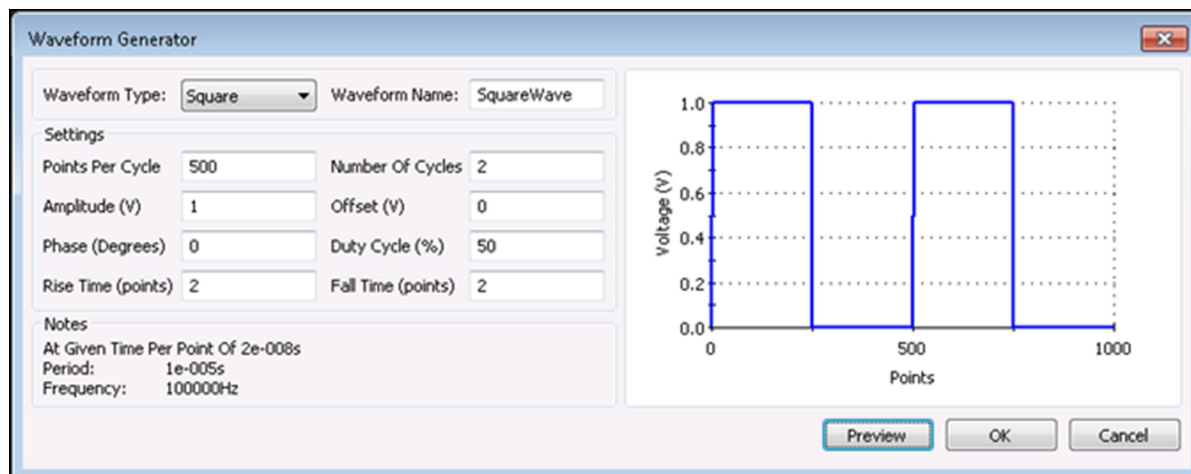 Waveform Generator
Waveform Type: Square Waveform Name: SquareWave
Settings
Points Per Cycle 500 Number Of Cycles 2
Amplitude (V) 1 Offset (V) 0
Phase (Degrees) 0 Duty Cycle (%) 50
Rise Time (points) 2 Fall Time (points) 2
Notes
At Given Time Per Point Of 2e-008s
Period: 1e-005s
Frequency: 100000Hz
Voltage (V)
1.0
0.8
0.6
0.4
0.2
0.0
0 500 1000
Points
Preview OK Cancel